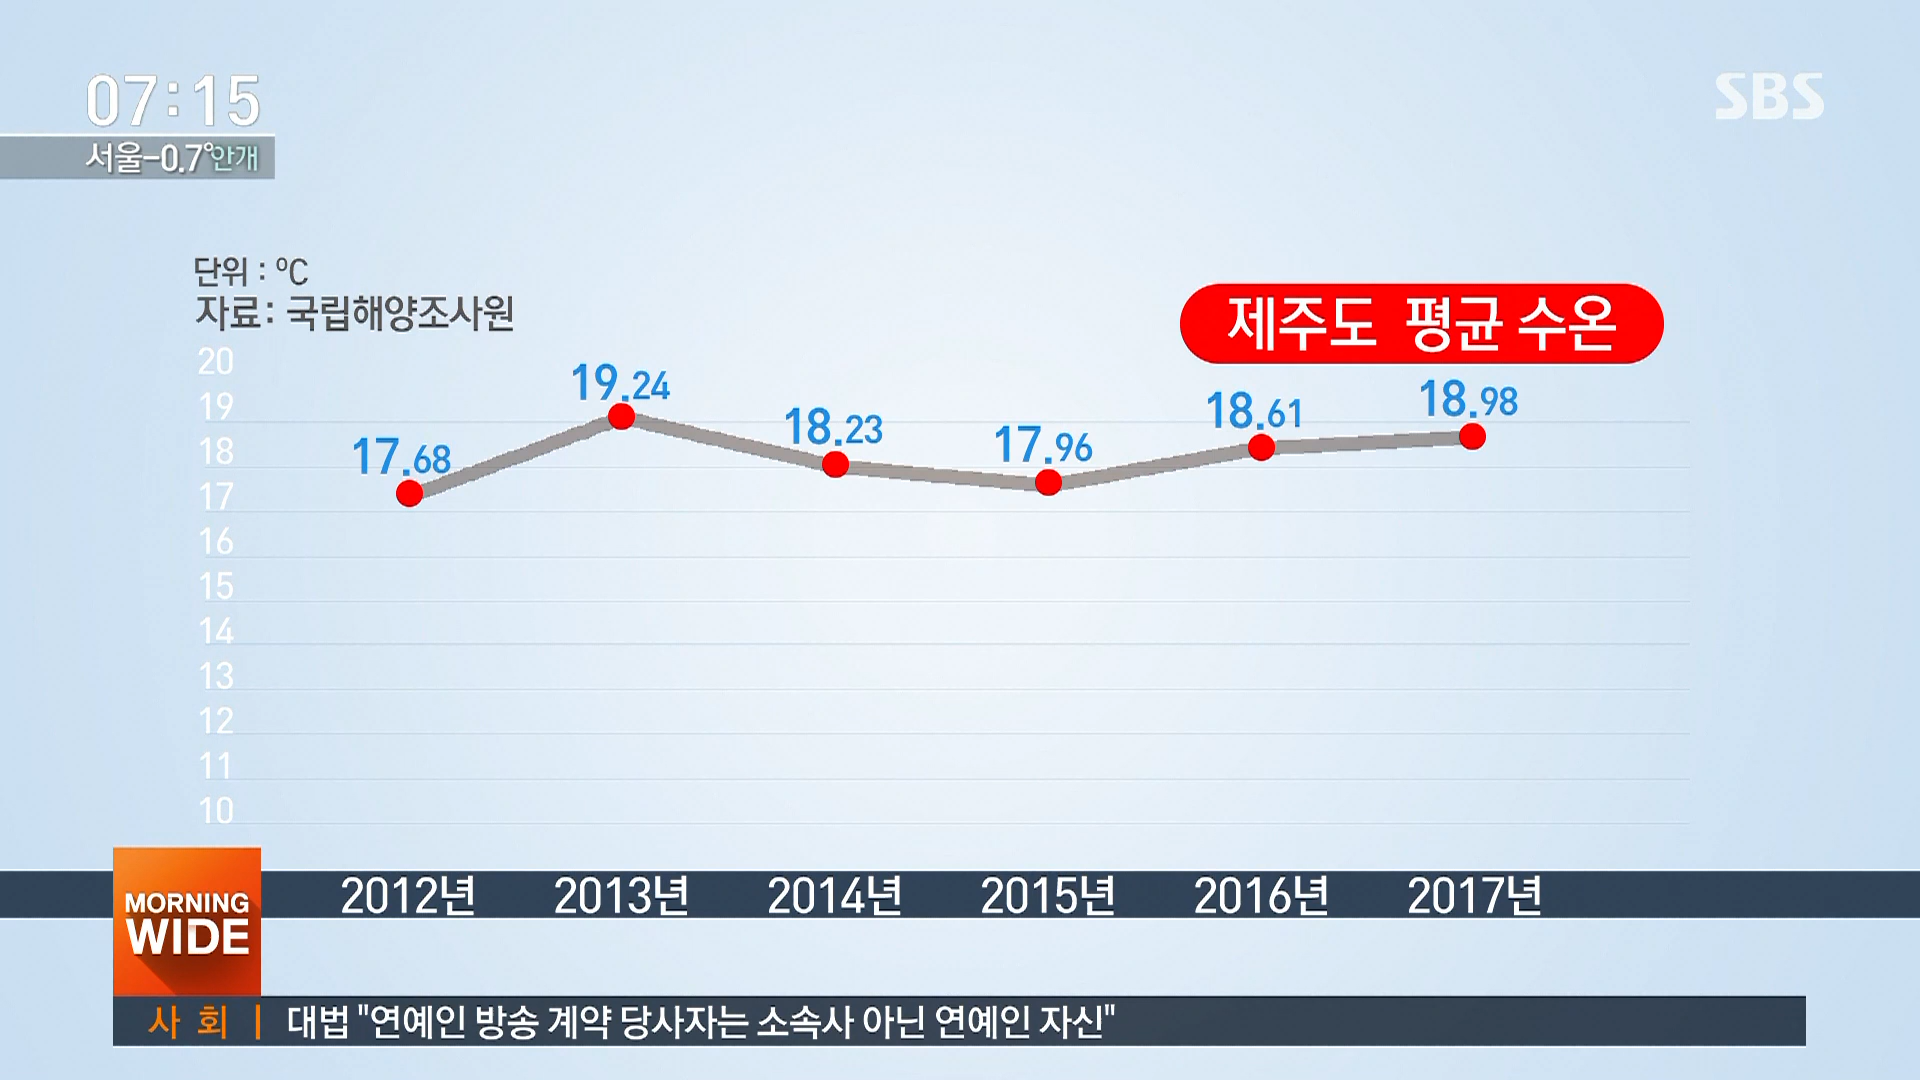 07:15
SBS
서울-0.7°안개
단위 : ℃
자료: 국립해양조사원
제주도 평균 수온
20
19
18
17
16
15
14
13
12
11
10
17.68
19.24
18.23
17.96
18.61
18.98
2012년 2013년 2014년 2015년 2016년 2017년
MORNING
WIDE
사 회 | 대법 "연예인 방송 계약 당사자는 소속사 아닌 연예인 자신"